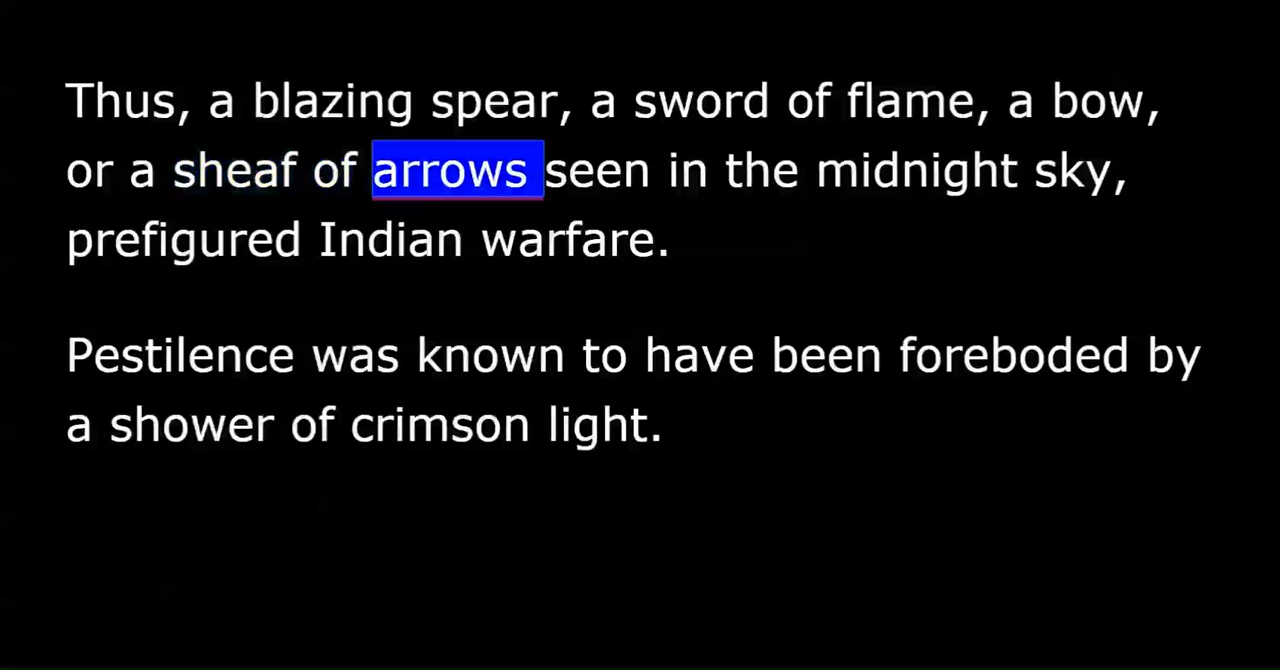 Thus, a blazing spear, a sword of flame, a bow,
or a sheaf of arrows seen in the midnight sky,
prefigured Indian warfare.
Pestilence was known to have been foreboded by
a shower of crimson light.